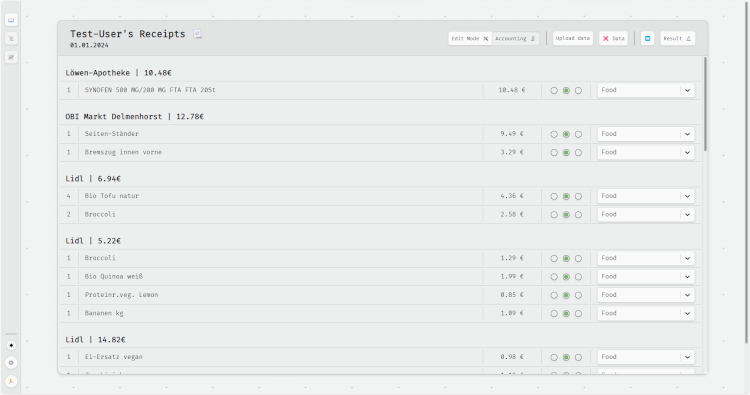 Test-User's Receipts
01.01.2024
Edit Mode Accounting Upload data Data Result
Löwen-Apotheke | 10.48€
1 SYNOFEN 500 MG/200 MG FTA FTA 20St 10.48 € Food
OBI Markt Delmenhorst | 12.78€
1 Seiten-Ständer 9.49 € Food
1 Bremszug innen vorne 3.29 € Food
Lidl | 6.94€
4 Bio Tofu natur 4.36 € Food
2 Broccoli 2.58 € Food
Lidl | 5.22€
1 Broccoli 1.29 € Food
1 Bio Quinoa weiß 1.99 € Food
1 Proteinr.veg. Lemon 0.85 € Food
1 Bananen kg 1.09 € Food
Lidl | 14.82€
1 Ei-Ersatz vegan 0.98 € Food